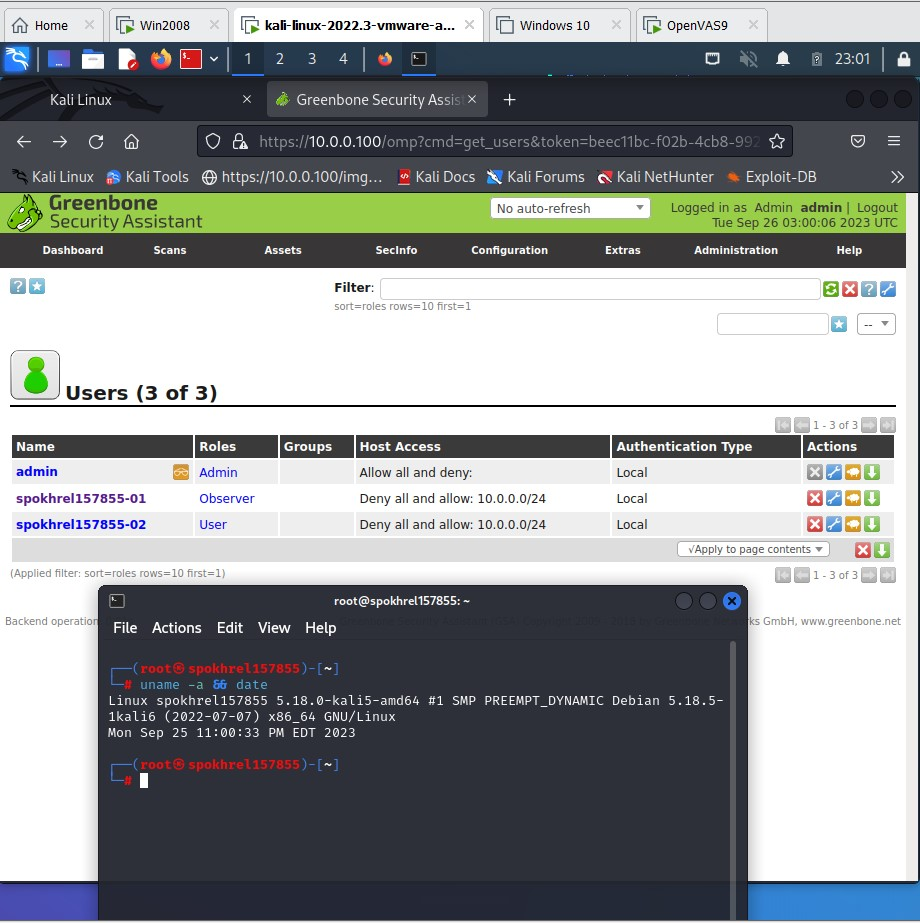 Home Win2008 kali-linux-2022.3-vmware-a... Windows 10 OpenVAS9
1 2 3 4 23:01
Kali Linux Greenbone Security Assis
https://10.0.0.100/omp?cmd=get_users&token=beec11bc-f02b-4cb8-992
Kali Linux Kali Tools https://10.0.0.100/img... Kali Docs Kali Forums Kali NetHunter Exploit-DB
Greenbone
Security Assistant
No auto-refresh
Logged in as Admin admin | Logout
Tue Sep 26 03:00:06 2023 UTC
Dashboard Scans Assets SecInfo Configuration Extras Administration Help
Filter:
sort=roles rows=10 first=1
--
Users (3 of 3)
1 - 3 of 3
Name Roles Groups Host Access Authentication Type Actions
admin Admin Allow all and deny: Local
spokhrel157855-01 Observer Deny all and allow: 10.0.0.0/24 Local
spokhrel157855-02 User Deny all and allow: 10.0.0.0/24 Local
√Apply to page contents
(Applied filter: sort=roles rows=10 first=1)
1 - 3 of 3
Backend operation ks GmbH, www.greenbone.net
root@spokhrel157855: ~
File Actions Edit View Help
┌──(root㉿spokhrel157855)-[~]
└─# uname -a && date
Linux spokhrel157855 5.18.0-kali5-amd64 #1 SMP PREEMPT_DYNAMIC Debian 5.18.5-
1kali6 (2022-07-07) x86_64 GNU/Linux
Mon Sep 25 11:00:33 PM EDT 2023
┌──(root㉿spokhrel157855)-[~]
└─#